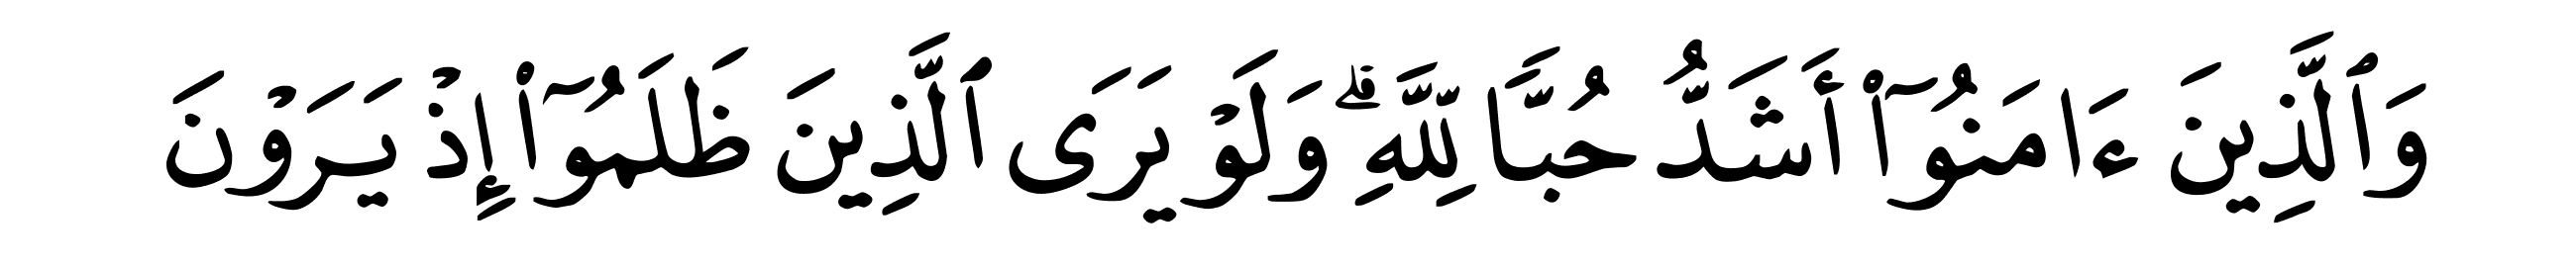 وَٱلَّذِينَ ءَامَنُوٓا۟ أَشَدُّ حُبًّا لِّلَّهِ ۗ وَلَوْ يَرَى ٱلَّذِينَ ظَلَمُوٓا۟ إِذْ يَرَوْنَ